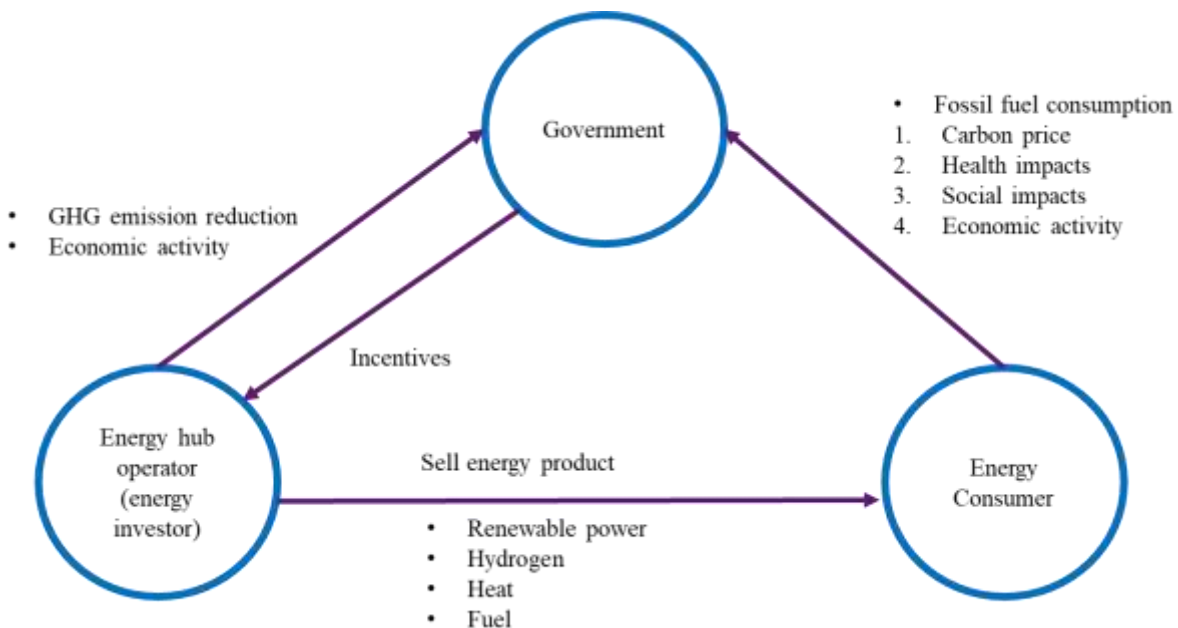 Government
• Fossil fuel consumption
1. Carbon price
2. Health impacts
3. Social impacts
4. Economic activity
• GHG emission reduction
• Economic activity
Incentives
Energy hub
operator
(energy
investor)
Sell energy product
• Renewable power
• Hydrogen
• Heat
• Fuel
Energy
Consumer